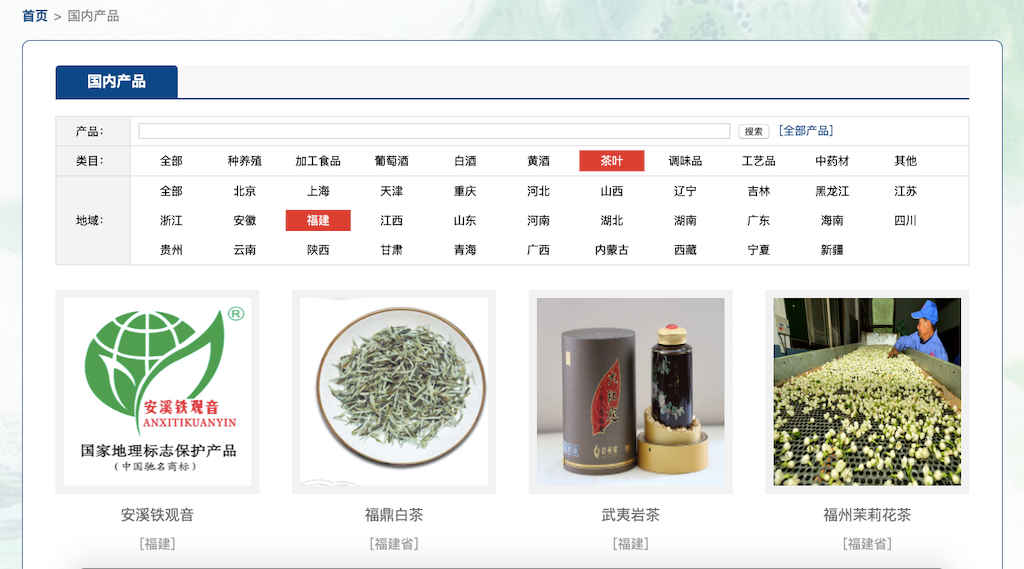 首页 > 国内产品
国内产品
产品： 搜索 [全部产品]
类目： 全部 种养殖 加工食品 葡萄酒 白酒 黄酒 茶叶 调味品 工艺品 中药材 其他
全部 北京 上海 天津 重庆 河北 山西 辽宁 吉林 黑龙江 江苏
地域： 浙江 安徽 福建 江西 山东 河南 湖北 湖南 广东 海南 四川
贵州 云南 陕西 甘肃 青海 广西 内蒙古 西藏 宁夏 新疆
®
安溪铁观音
ANXITIEKUANYIN
国家地理标志保护产品
(中国驰名商标)
安溪铁观音 福鼎白茶 武夷岩茶 福州茉莉花茶
[福建] [福建省] [福建] [福建省]